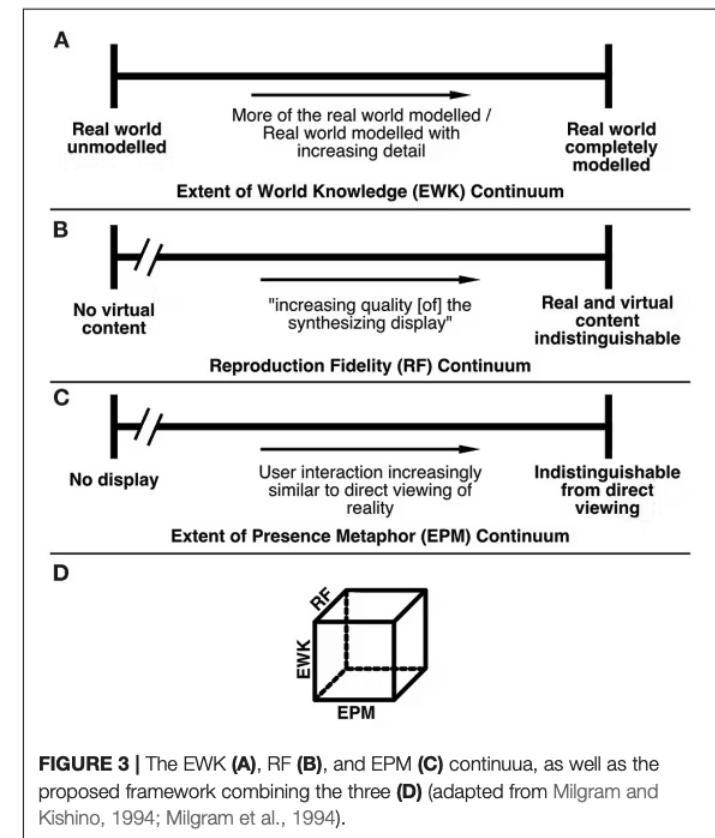 A
Real world
unmodelled
More of the real world modelled /
Real world modelled with
increasing detail
Real world
completely
modelled
Extent of World Knowledge (EWK) Continuum
B
No virtual
content
"increasing quality [of] the
synthesizing display"
Real and virtual
content
indistinguishable
Reproduction Fidelity (RF) Continuum
C
No display
User interaction increasingly
similar to direct viewing of
reality
Indistinguishable
from direct
viewing
Extent of Presence Metaphor (EPM) Continuum
D
RF
EWK
EPM
FIGURE 3 | The EWK (A), RF (B), and EPM (C) continuua, as well as the
proposed framework combining the three (D) (adapted from Milgram and
Kishino, 1994; Milgram et al., 1994).